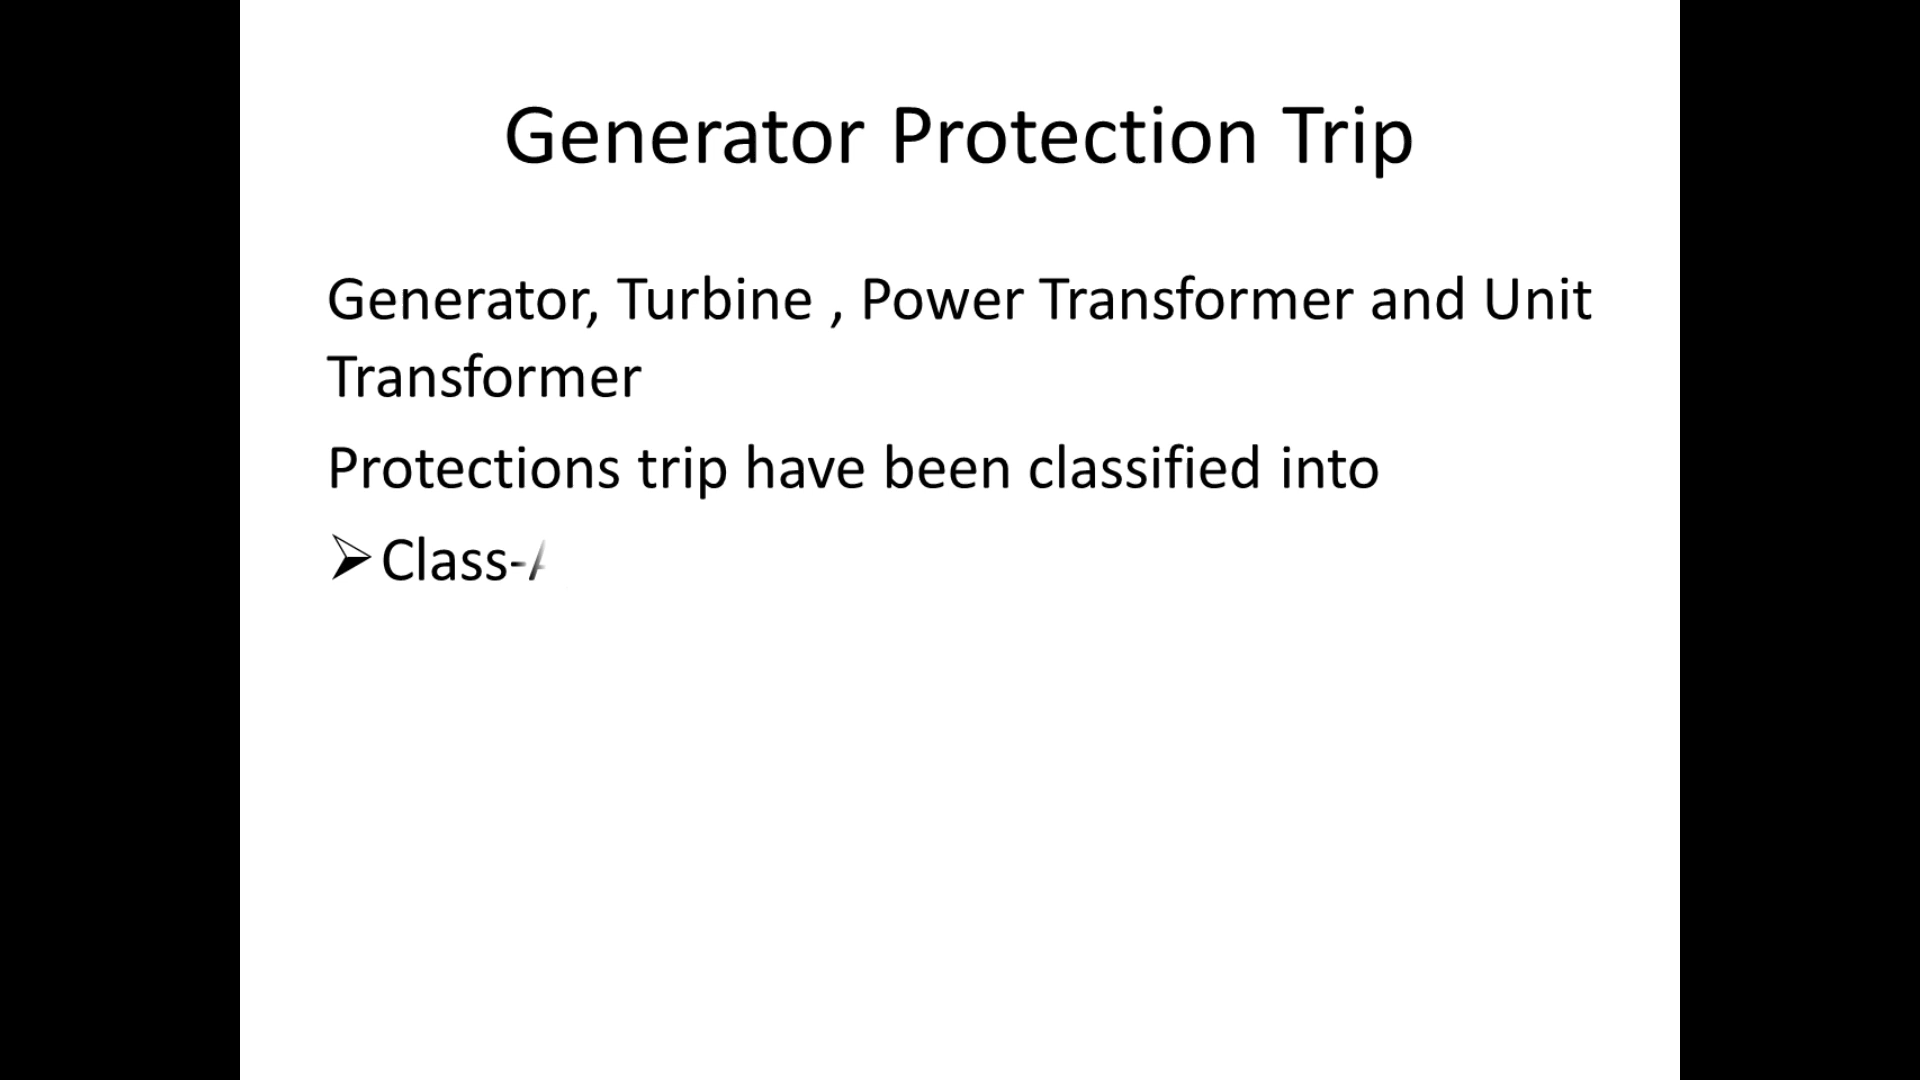 Generator Protection Trip
Generator, Turbine , Power Transformer and Unit
Transformer
Protections trip have been classified into
➢Class-A